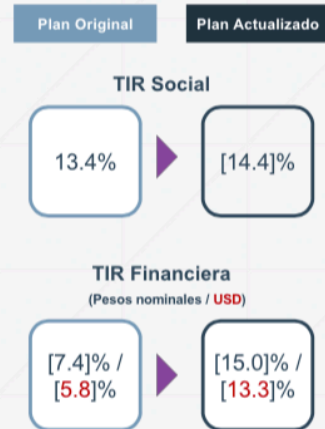 Plan Original Plan Actualizado
TIR Social
13.4% [14.4]%
TIR Financiera
(Pesos nominales / USD)
[7.4]% / [15.0]% /
[5.8]% [13.3]%